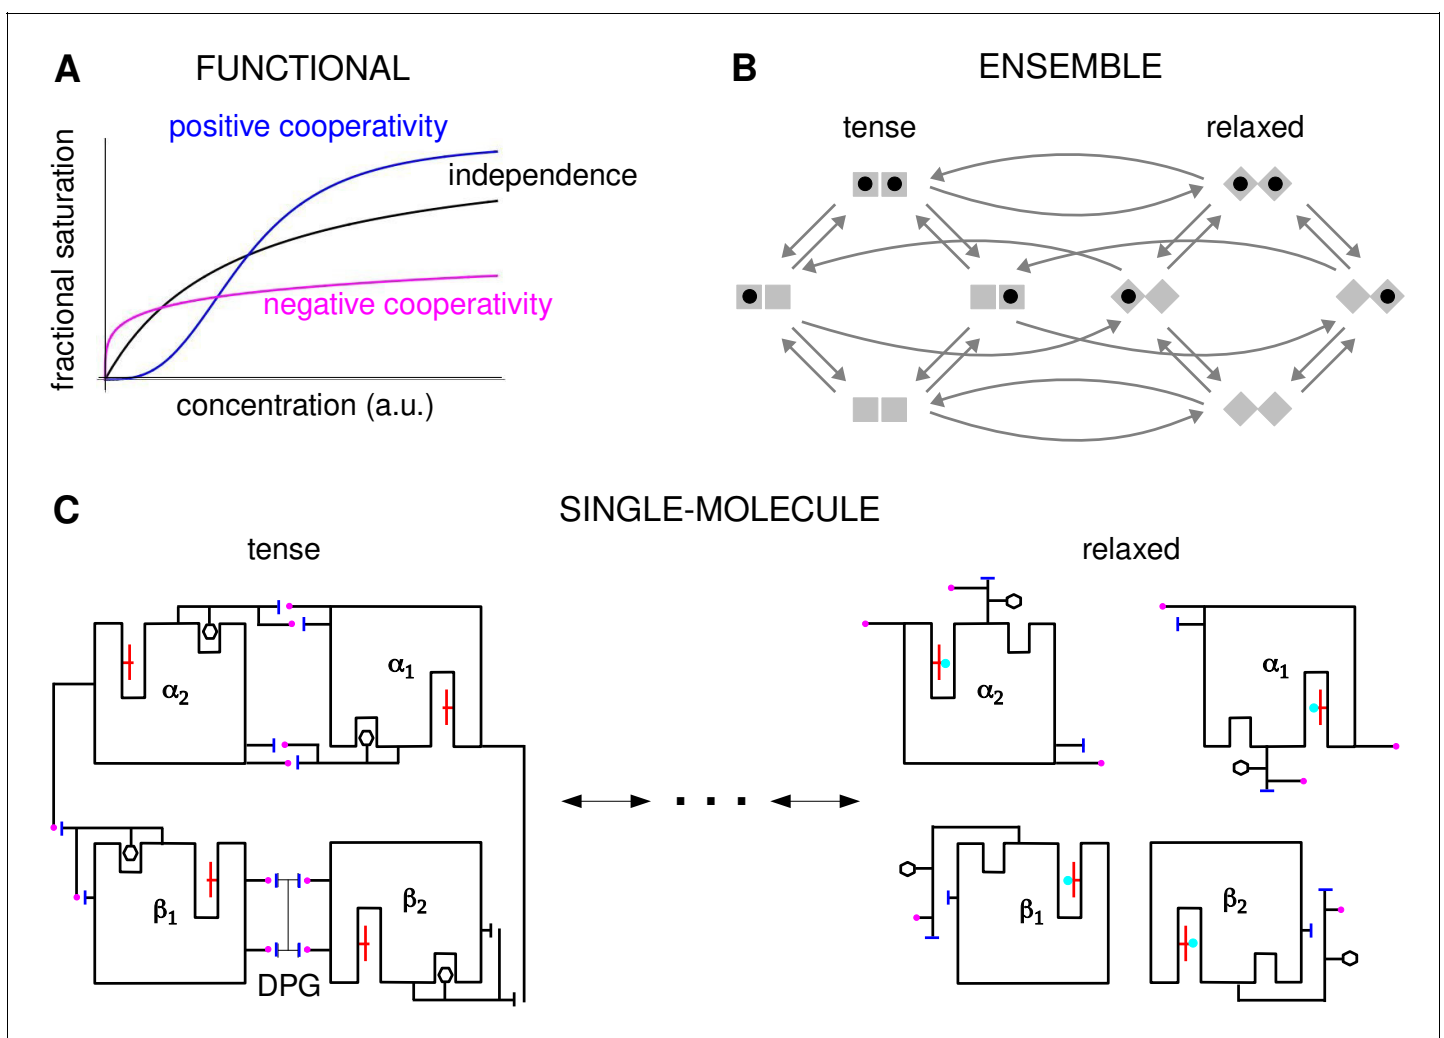 A
FUNCTIONAL
positive cooperativity
independence
negative cooperativity
fractional saturation
concentration (a.u.)
B
ENSEMBLE
tense
relaxed
C
SINGLE-MOLECULE
tense
relaxed
α2
α1
β1
β2
DPG
α2
α1
β1
β2